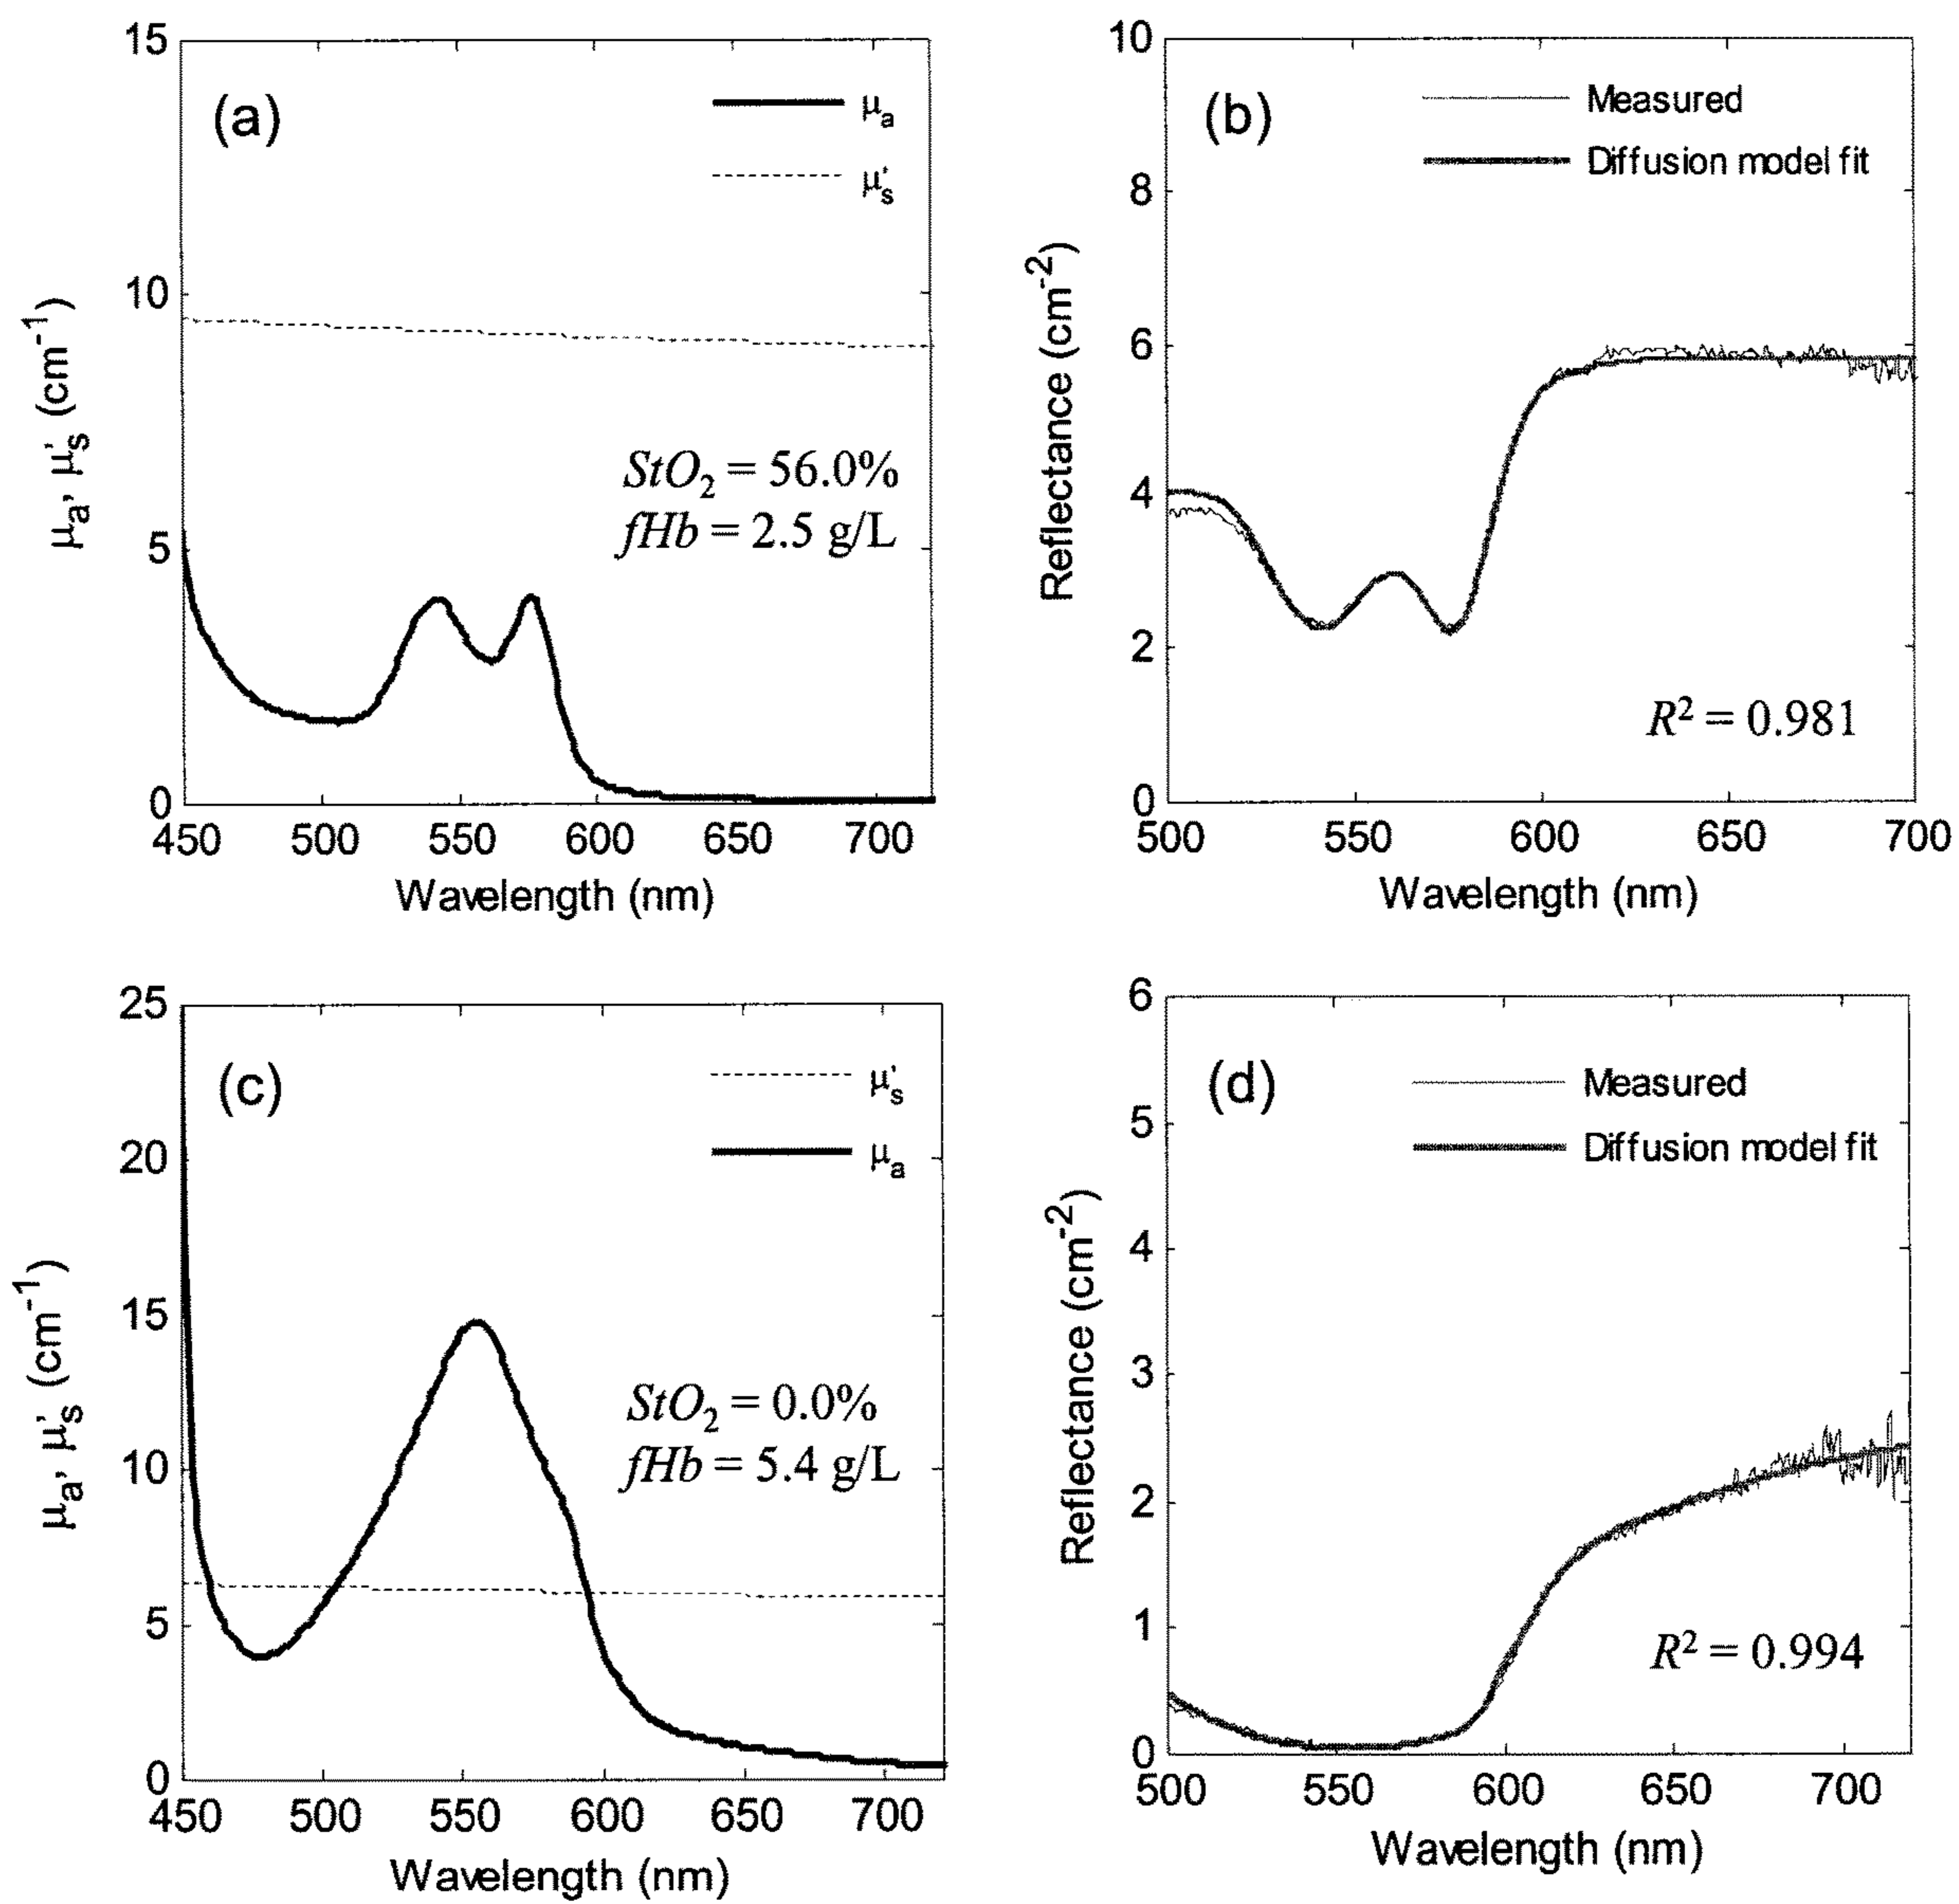 (a)
μa
μ's
15
10
5
0
μa, μ's (cm-1)
StO2 = 56.0%
fHb = 2.5 g/L
450 500 550 600 650 700
Wavelength (nm)
(b)
Measured
Diffusion model fit
10
8
6
4
2
0
Reflectance (cm-2)
R2 = 0.981
500 550 600 650 700
Wavelength (nm)
(c)
μ's
μa
25
20
15
10
5
0
μa, μ's (cm-1)
StO2 = 0.0%
fHb = 5.4 g/L
450 500 550 600 650 700
Wavelength (nm)
(d)
Measured
Diffusion model fit
6
5
4
3
2
1
0
Reflectance (cm-2)
R2 = 0.994
500 550 600 650 700
Wavelength (nm)